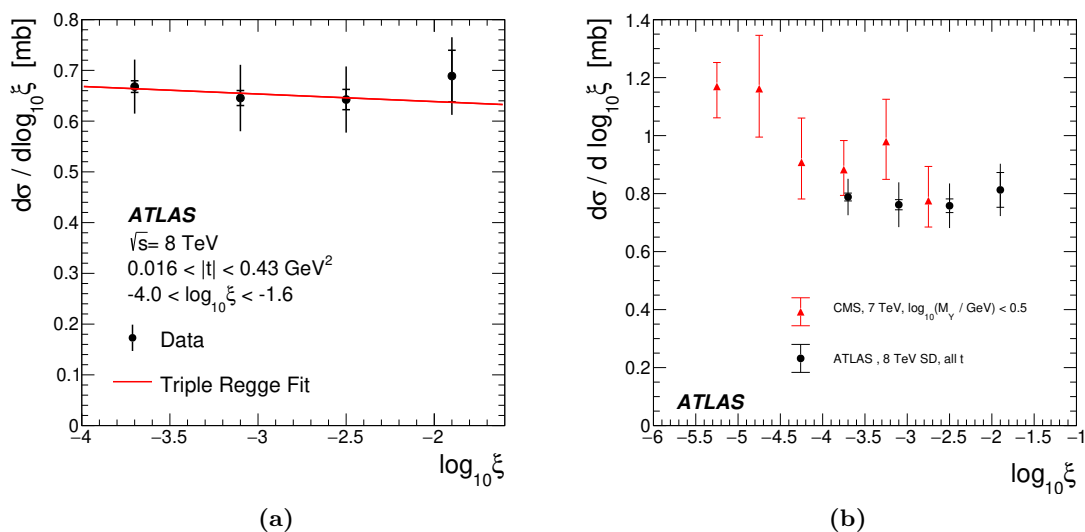 dσ / dlog10ξ [mb]
0.8
0.7
0.6
0.5
0.4
0.3
0.2
0.1
0
ATLAS
√s= 8 TeV
0.016 < |t| < 0.43 GeV²
-4.0 < log10ξ < -1.6
Data
Triple Regge Fit
−4 −3.5 −3 −2.5 −2
log10ξ
(a)
dσ / d log10ξ [mb]
1.4
1.2
1
0.8
0.6
0.4
0.2
0
CMS, 7 TeV, log10(MY / GeV) < 0.5
ATLAS , 8 TeV SD, all t
ATLAS
−6 −5.5 −5 −4.5 −4 −3.5 −3 −2.5 −2 −1.5 −1
log10ξ
(b)